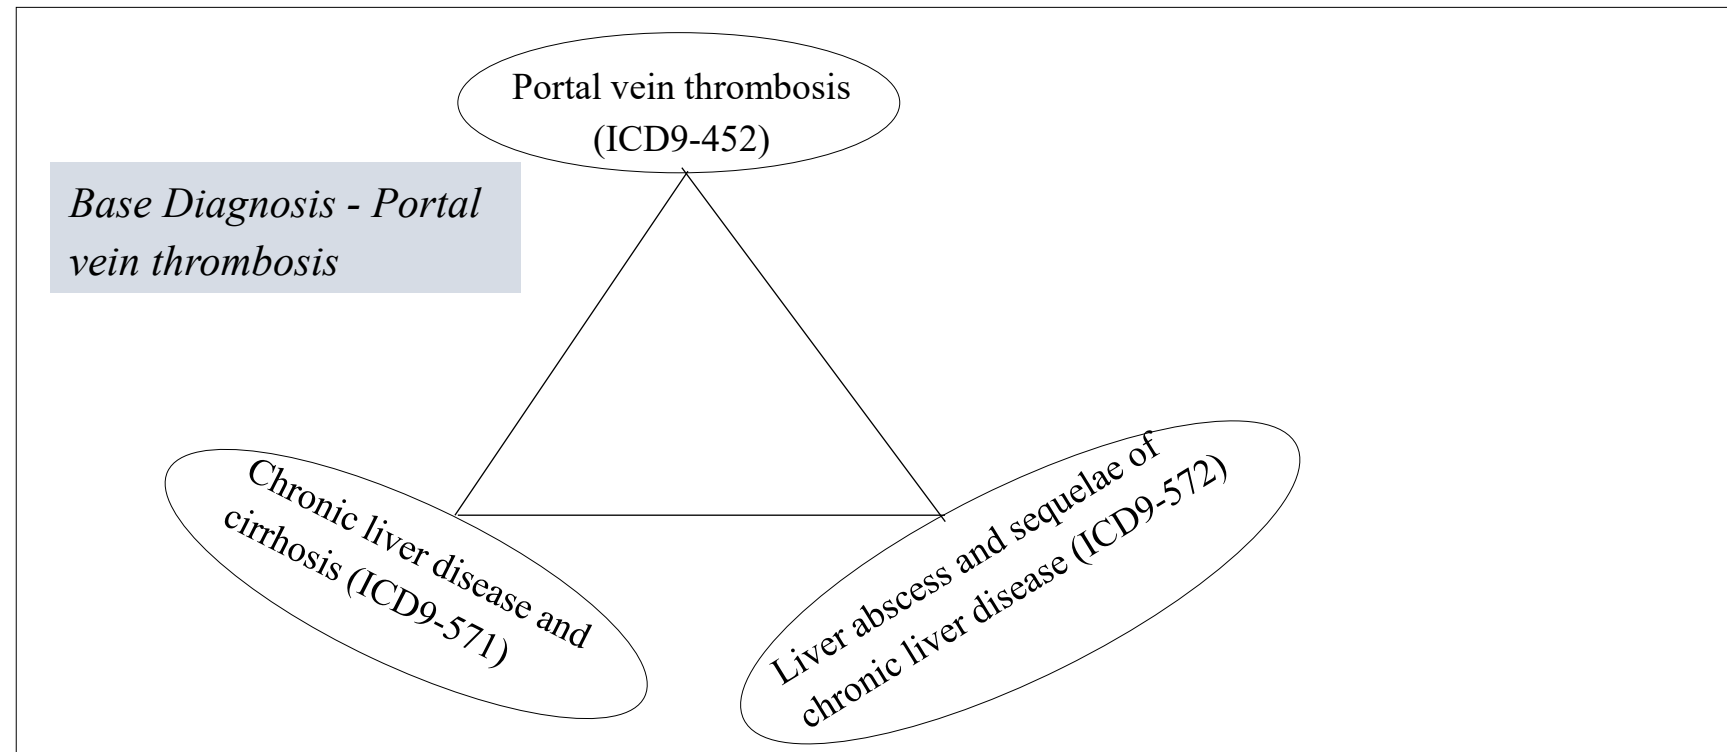 Portal vein thrombosis
(ICD9-452)
Base Diagnosis - Portal
vein thrombosis
Chronic liver disease and
cirrhosis (ICD9-571)
Liver abscess and sequelae of
chronic liver disease (ICD9-572)